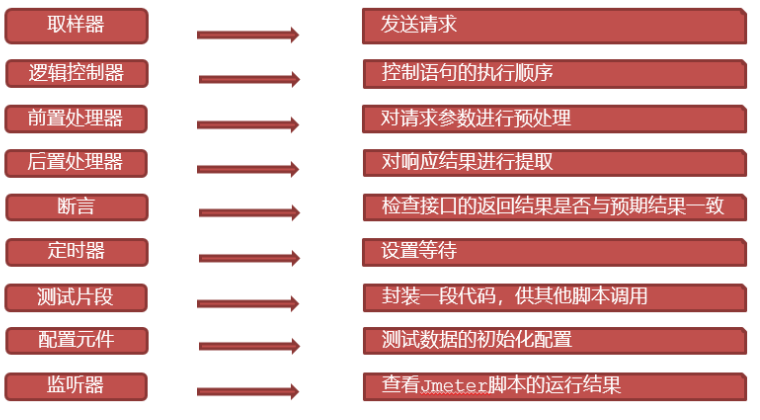 取样器 发送请求
逻辑控制器 控制语句的执行顺序
前置处理器 对请求参数进行预处理
后置处理器 对响应结果进行提取
断言 检查接口的返回结果是否与预期结果一致
定时器 设置等待
测试片段 封装一段代码，供其他脚本调用
配置元件 测试数据的初始化配置
监听器 查看Jmeter脚本的运行结果